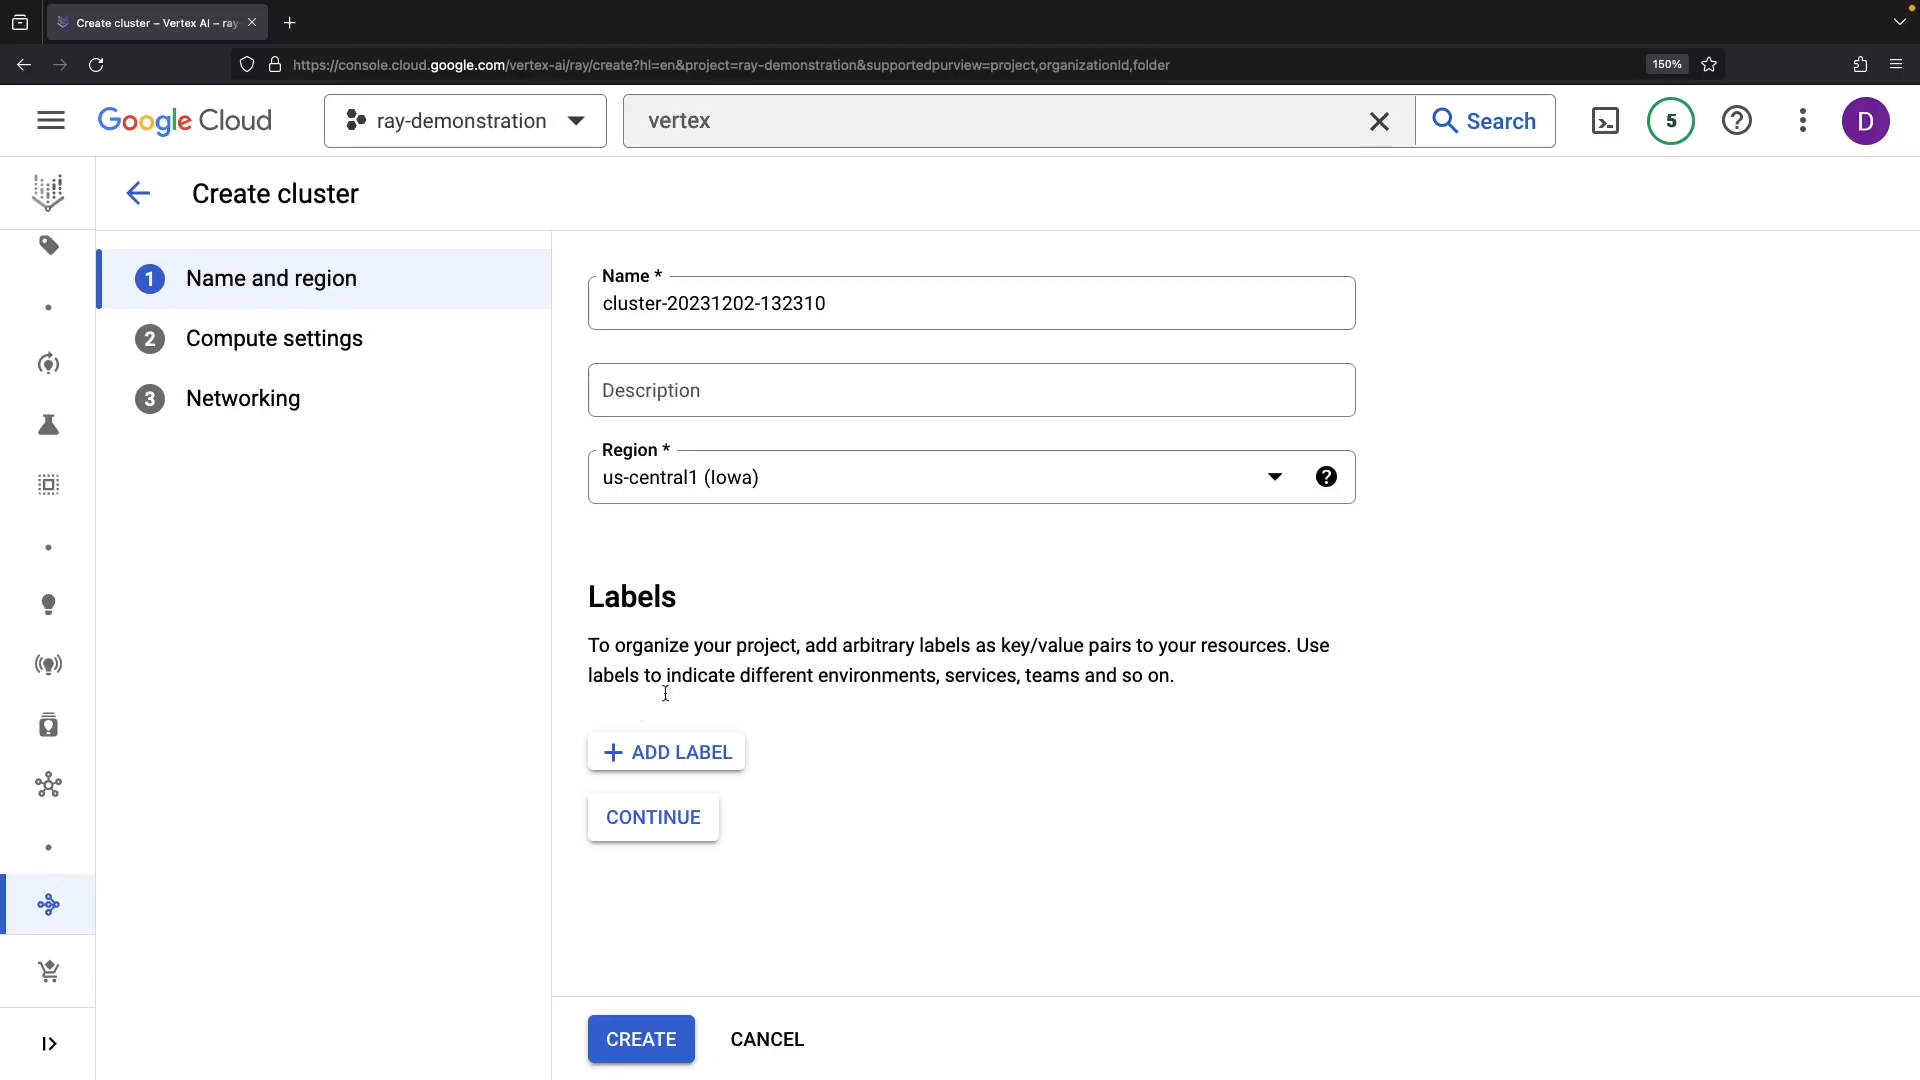 Create cluster – Vertex AI – ray
https://console.cloud.google.com/vertex-ai/ray/create?hl=en&project=ray-demonstration&supportedpurview=project,organizationId,folder
150%
Google Cloud
ray-demonstration
vertex
Search
5
D
Create cluster
1 Name and region
2 Compute settings
3 Networking
Name *
cluster-20231202-132310
Description
Region *
us-central1 (Iowa)
Labels
To organize your project, add arbitrary labels as key/value pairs to your resources. Use
labels to indicate different environments, services, teams and so on.
ADD LABEL
CONTINUE
CREATE
CANCEL